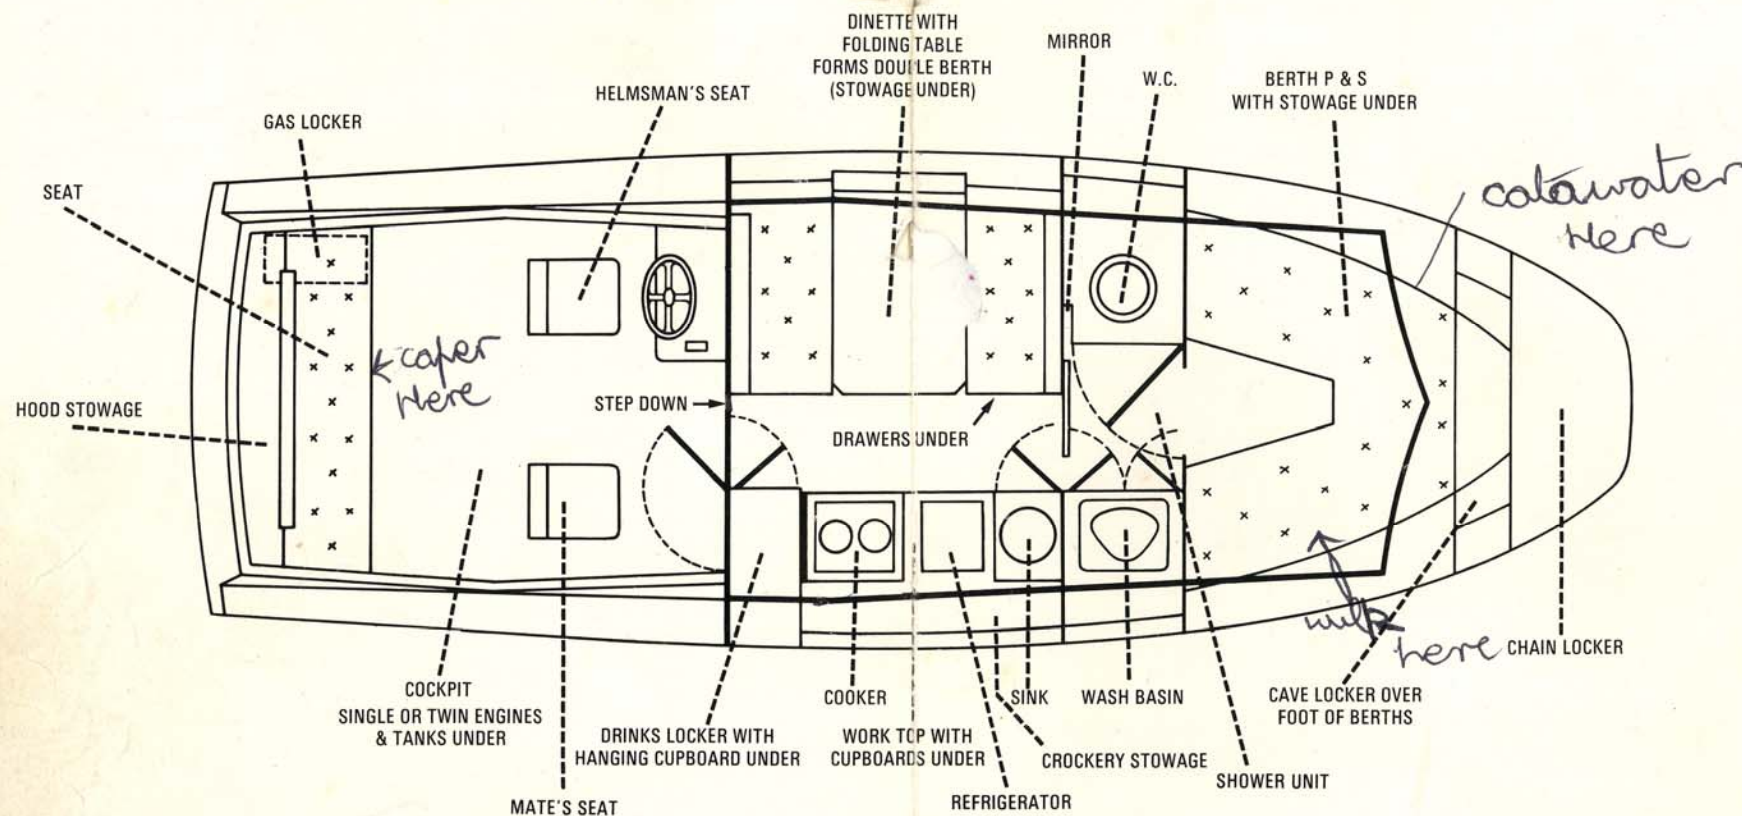 DINETTE WITH
FOLDING TABLE
FORMS DOUBLE BERTH
(STOWAGE UNDER)
MIRROR
W.C.
BERTH P & S
WITH STOWAGE UNDER
HELMSMAN'S SEAT
GAS LOCKER
SEAT
catawater
Here
← caper
Here
HOOD STOWAGE
STEP DOWN
DRAWERS UNDER
here
CHAIN LOCKER
COCKPIT
SINGLE OR TWIN ENGINES
& TANKS UNDER
COOKER
SINK
WASH BASIN
CAVE LOCKER OVER
FOOT OF BERTHS
DRINKS LOCKER WITH
HANGING CUPBOARD UNDER
WORK TOP WITH
CUPBOARDS UNDER
CROCKERY STOWAGE
SHOWER UNIT
MATE'S SEAT
REFRIGERATOR